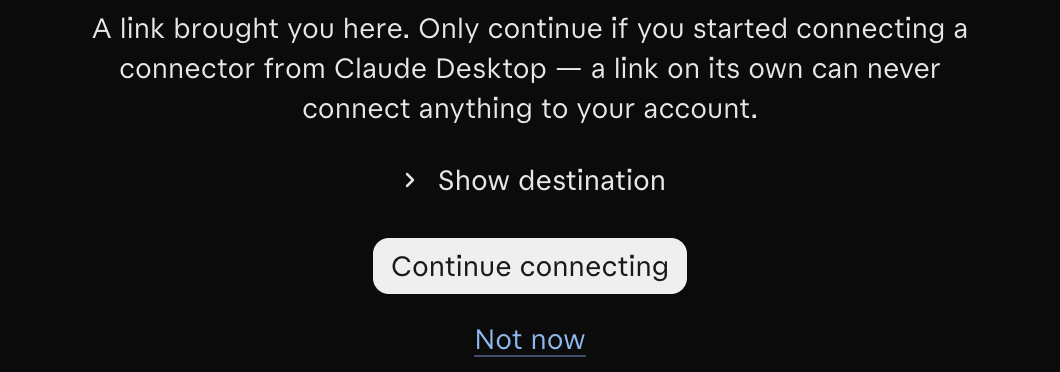 A link brought you here. Only continue if you started connecting a
connector from Claude Desktop — a link on its own can never
connect anything to your account.
Show destination
Continue connecting
Not now